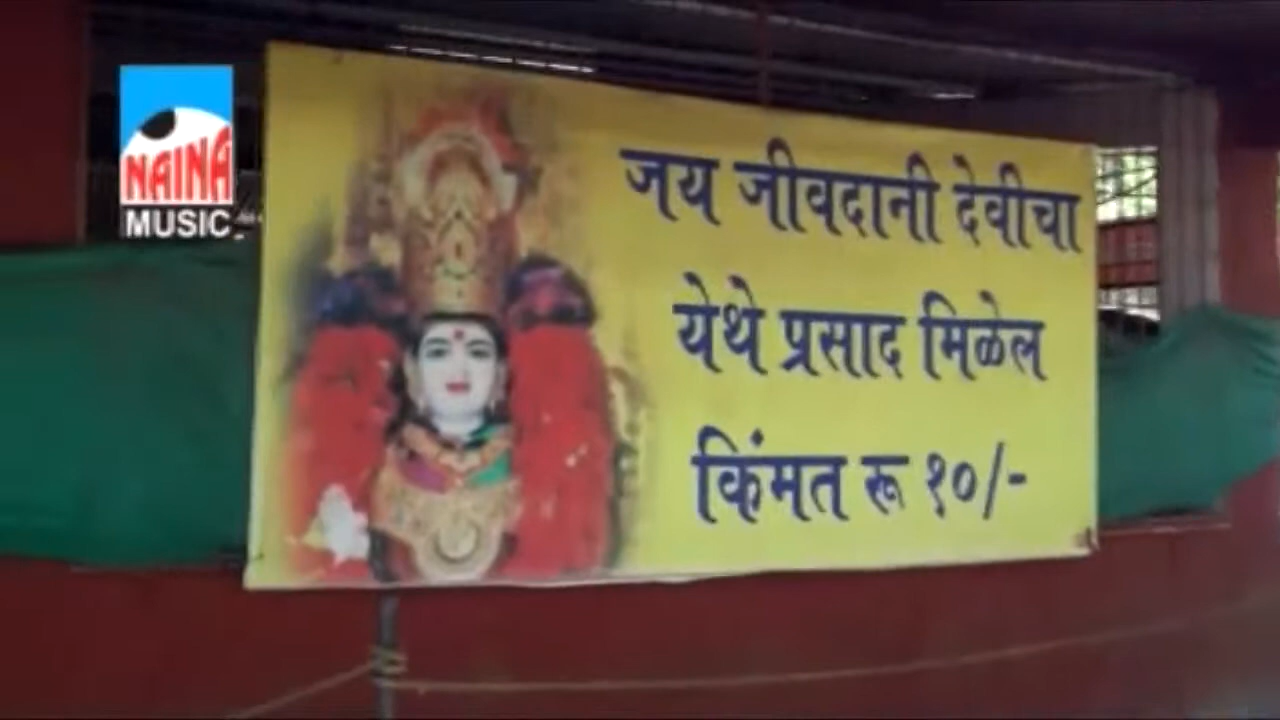 NAINA
MUSIC
जय जीवदानी देवीचा
येथे प्रसाद मिळेल
किंमत रू १०/-